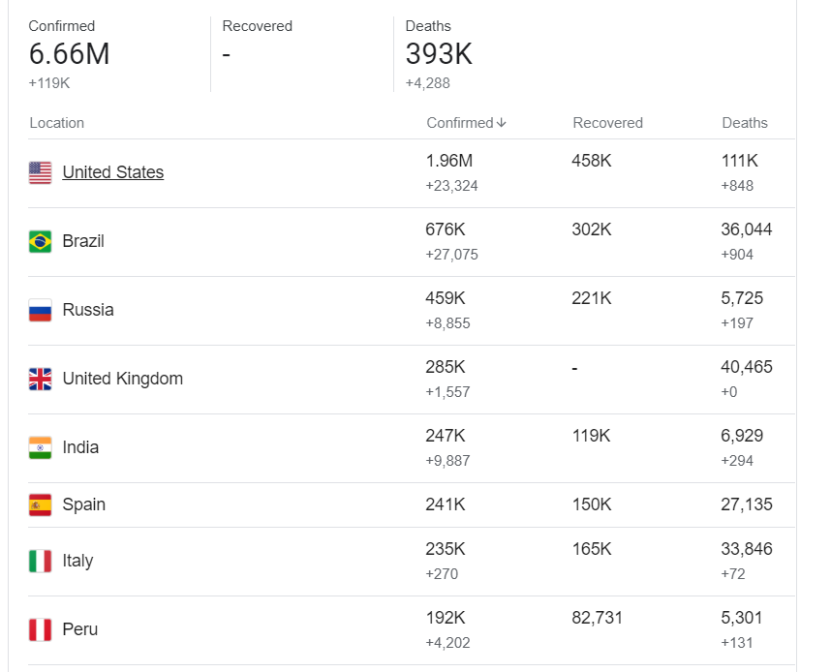 Confirmed Recovered Deaths
6.66M - 393K
+119K +4,288
Location Confirmed↓ Recovered Deaths
United States 1.96M 458K 111K
+23,324 +848
Brazil 676K 302K 36,044
+27,075 +904
Russia 459K 221K 5,725
+8,855 +197
United Kingdom 285K - 40,465
+1,557 +0
India 247K 119K 6,929
+9,887 +294
Spain 241K 150K 27,135
Italy 235K 165K 33,846
+270 +72
Peru 192K 82,731 5,301
+4,202 +131